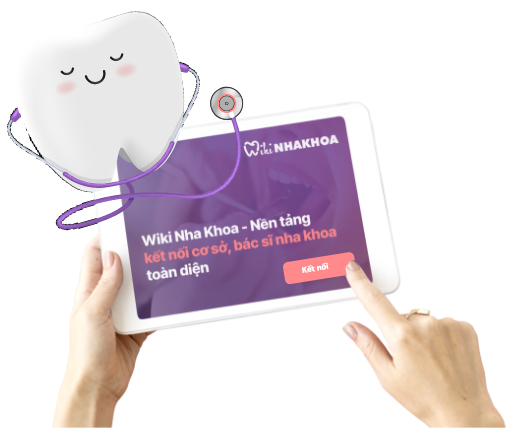 Wiki NHAKHOA
Wiki Nha Khoa - Nền tảng
kết nối cơ sở, bác sĩ nha khoa
toàn diện
Kết nối